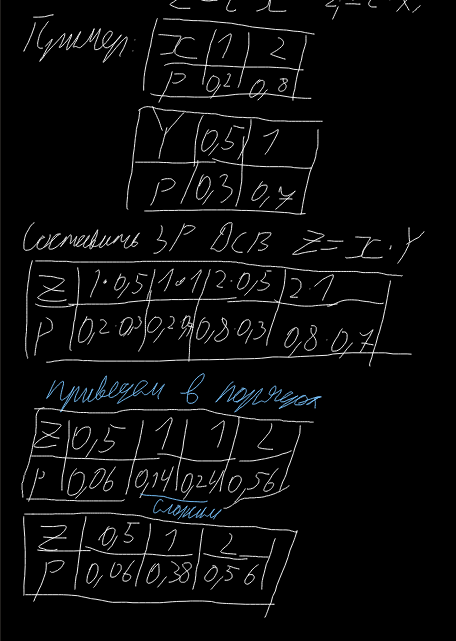 Пример:
X 1 2
P 0,2 0,8
Y 0,5 1
P 0,3 0,7
Составить ЗР ДСВ Z = X · Y
Z 1·0,5 1·1 2·0,5 2·1
P 0,2·0,3 0,2·0,7 0,8·0,3 0,8·0,7
приведем в порядок
Z 0,5 1 1 2
P 0,06 0,14 0,24 0,56
сложим
Z 0,5 1 2
P 0,06 0,38 0,56